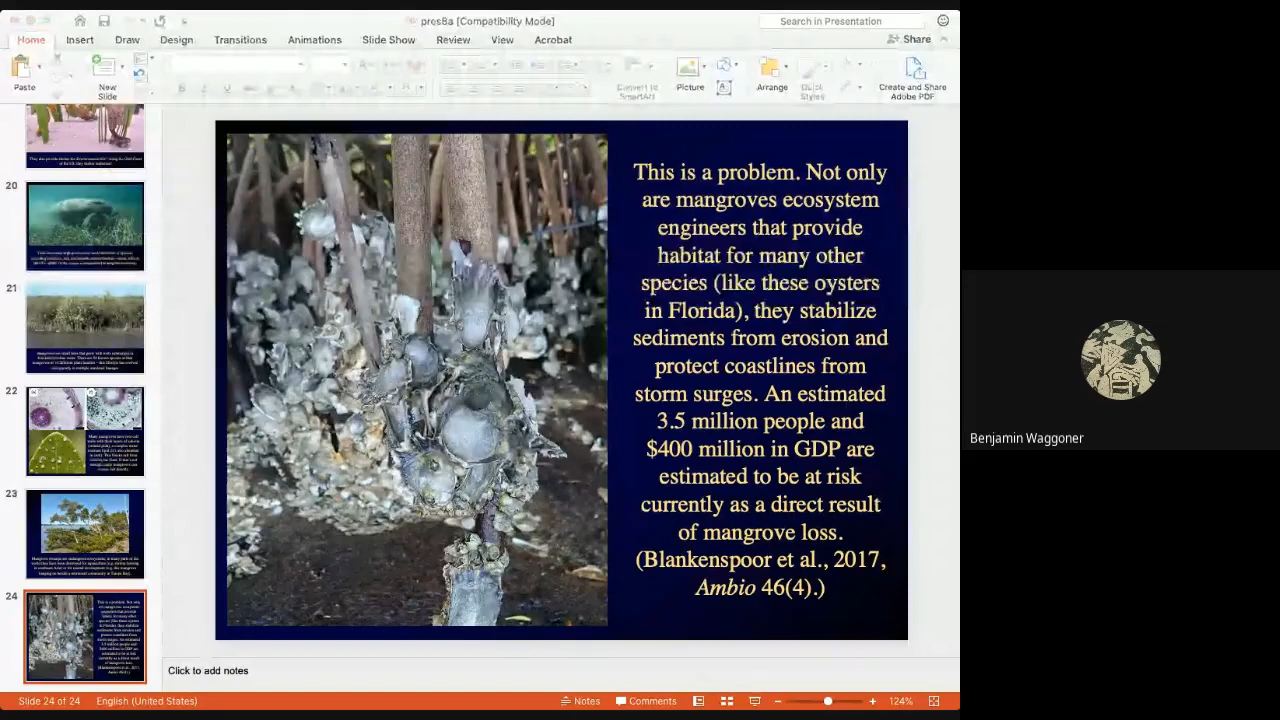 pres8a [Compatibility Mode]
Search in Presentation
Home Insert Draw Design Transitions Animations Slide Show Review View Acrobat
Share
Paste
New
Slide
Convert to
SmartArt
Picture
Arrange
Quick
Styles
Create and Share
Adobe PDF
20
21
22
23
24
This is a problem. Not only
are mangroves ecosystem
engineers that provide
habitat for many other
species (like these oysters
in Florida), they stabilize
sediments from erosion and
protect coastlines from
storm surges. An estimated
3.5 million people and
$400 million in GDP are
estimated to be at risk
currently as a direct result
of mangrove loss.
(Blankenspoor et al., 2017,
Ambio 46(4).)
Click to add notes
Slide 24 of 24 English (United States)
Notes Comments
124%
Benjamin Waggoner